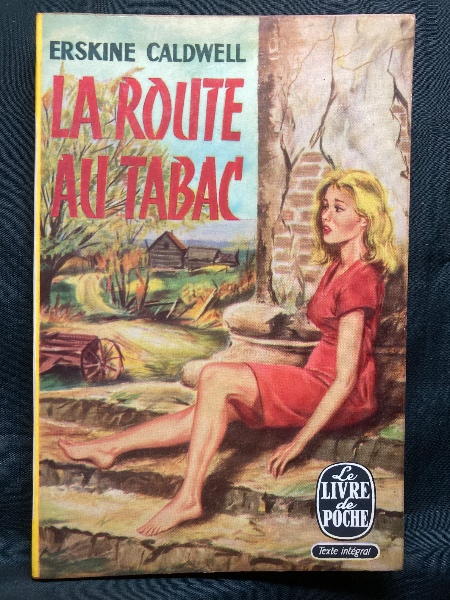 ERSKINE CALDWELL
LA ROUTE
AU TABAC
Le
LIVRE
de
POCHE
Texte intégral